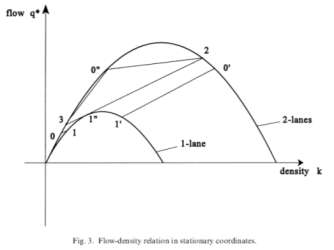 flow q*
2
0*
0'
3
1"
1'
0
1
2-lanes
1-lane
density k
Fig. 3. Flow-density relation in stationary coordinates.